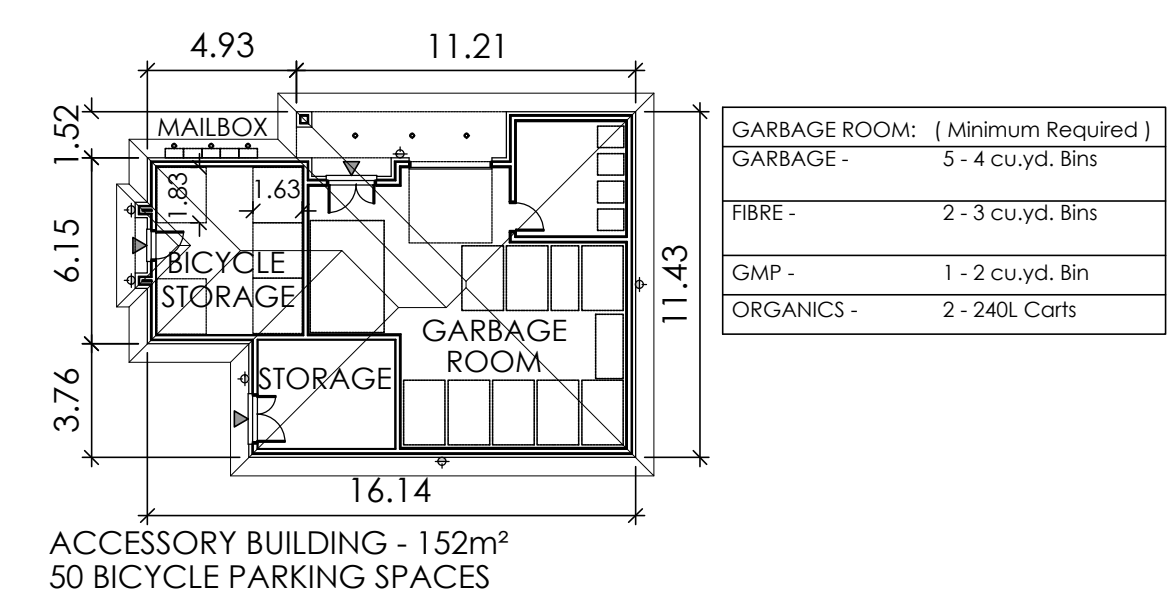 4.93
11.21
1.52
MAILBOX
1.83
1.63
6.15
BICYCLE
STORAGE
11.43
GARBAGE
ROOM
STORAGE
3.76
16.14
ACCESSORY BUILDING - 152m²
50 BICYCLE PARKING SPACES
GARBAGE ROOM: ( Minimum Required )
GARBAGE - 5 - 4 cu.yd. Bins
FIBRE - 2 - 3 cu.yd. Bins
GMP - 1 - 2 cu.yd. Bin
ORGANICS - 2 - 240L Carts